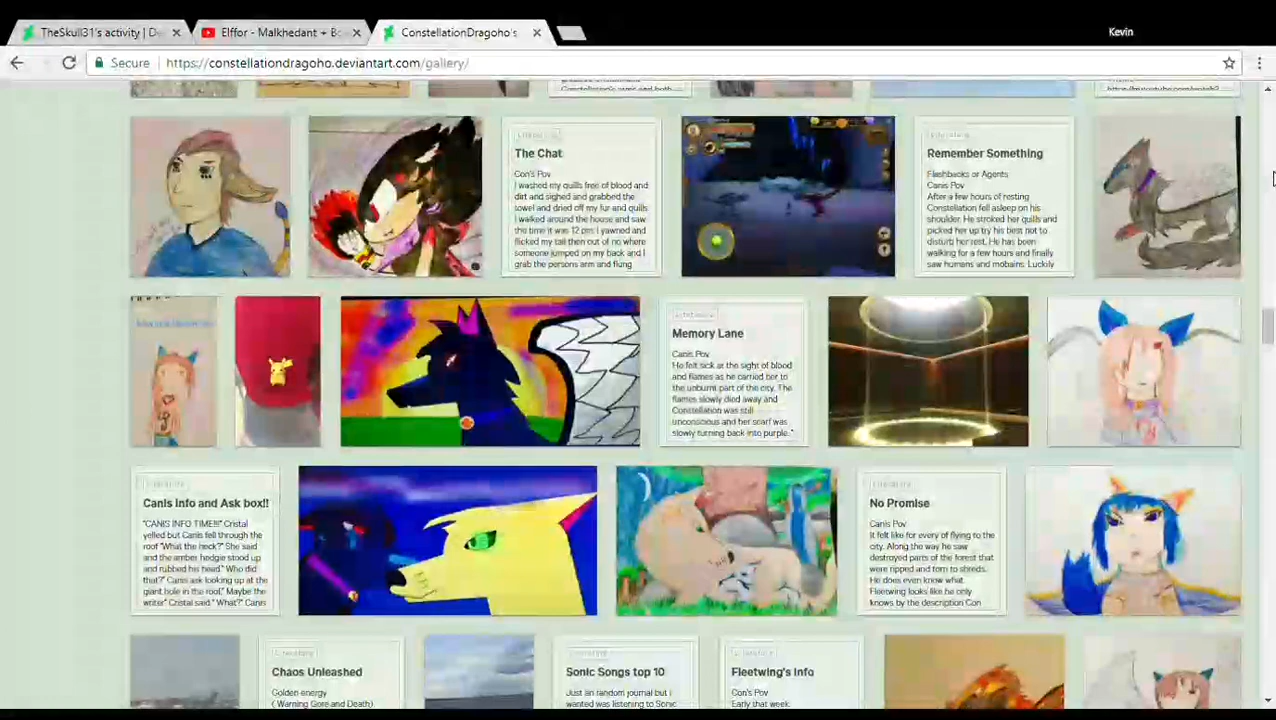 TheSkull31's activity | De
Elffor - Malkhedant + Bo
ConstellationDragoho's
Kevin
Secure
https://constellationdragoho.deviantart.com/gallery/
Constellation's sonic and both
The Chat
Con's Pov
I washed my quills free of blood and
dirt and sighed and grabbed the
towel and dried off my fur and quills
I walked around the house and saw
the time it was 12 pm I yawned and
flicked my tail then out of no where
someone jumped on my back and I
grab the persons arm and flung
Literature
Remember Something
Flashbacks or Agents
Canis Pov
After a few hours of resting
Constellation fell asleep on his
shoulder. He stroked her quills and
picked her up try his best not to
disturb her rest. He has been
walking for a few hours and finally
saw humans and mobains. Luckily
Literature
Memory Lane
Canis Pov
He felt sick at the sight of blood
and flames as he carried her to
the unburnt part of the city. The
flames slowly died away and
Constellation was still
unconscious and her scarf was
slowly turning back into purple. "
Literature
Canis Info and Ask box!!
"CANIS INFO TIME!!!" Cristal
yelled but Canis fell through the
roof "What the heck?" She said
and the amber hedge stood up
and rubbed his head " Who did
that?" Canis ask looking up at the
giant hole in the roof." Maybe the
writer" Cristal said " What?" Canis
Literature
No Promise
Canis Pov
It felt like for every of flying to the
city. Along the way he saw
destroyed parts of the forest that
were ripped and torn to shreds.
He does even know what
Fleetwing looks like he only
knows by the description Con
Literature
Chaos Unleashed
Golden energy
( Warning Gore and Death)
Literature
Sonic Songs top 10
Just an random journal but I
wanted was listening to Sonic
Literature
Fleetwing's Info
Con's Pov
Early that week.